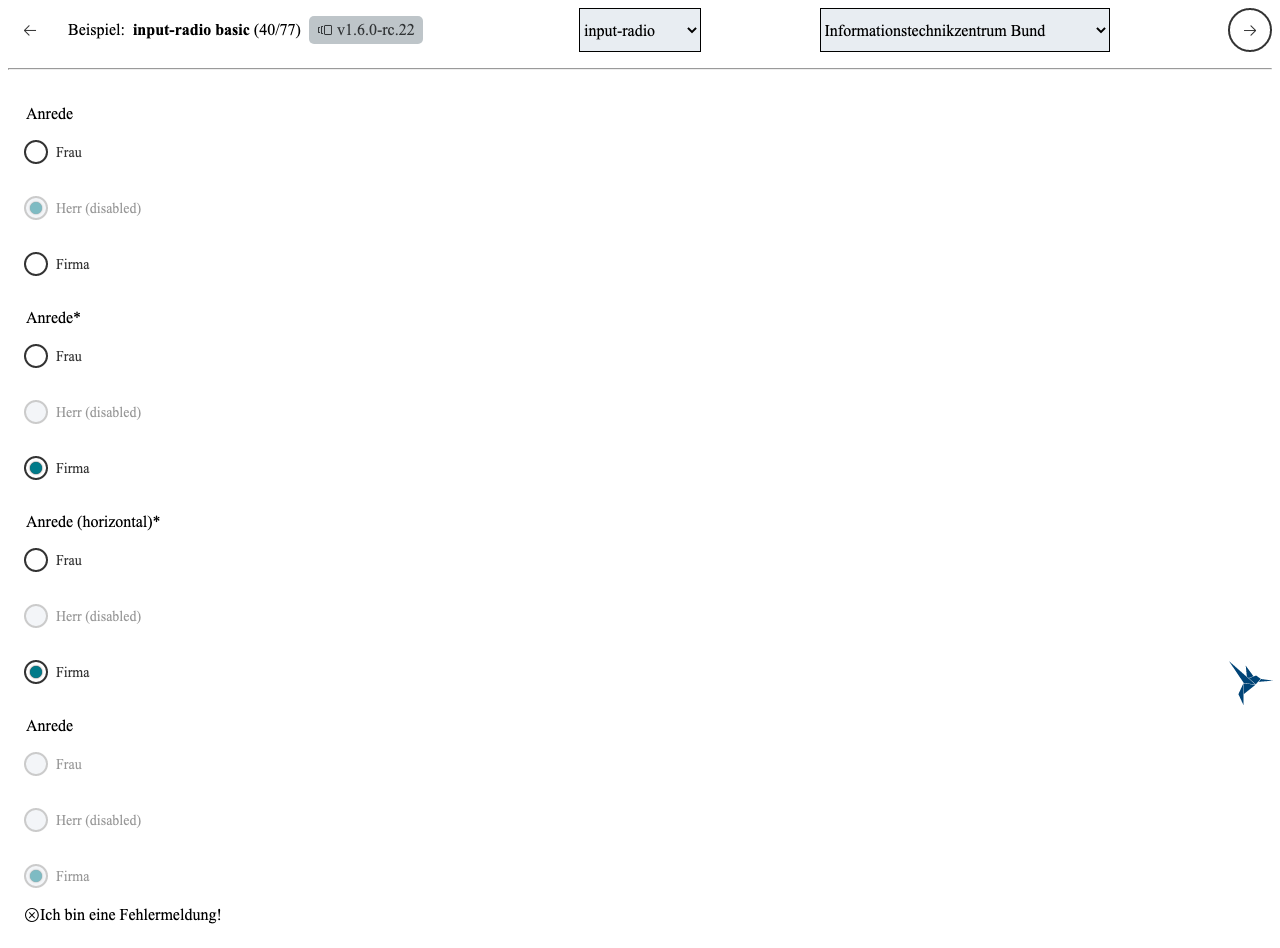 Beispiel: input-radio basic (40/77) v1.6.0-rc.22 input-radio Informationstechnikzentrum Bund
Anrede
Frau
Herr (disabled)
Firma
Anrede*
Frau
Herr (disabled)
Firma
Anrede (horizontal)*
Frau
Herr (disabled)
Firma
Anrede
Frau
Herr (disabled)
Firma
Ich bin eine Fehlermeldung!